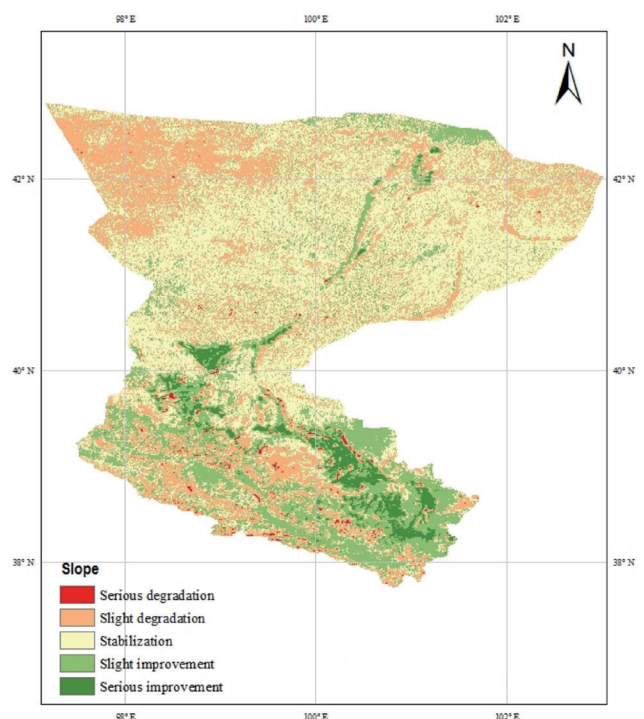 98° E 100° E 102° E
N
42° N 42° N
40° N 40° N
38° N 38° N
Slope
Serious degradation
Slight degradation
Stabilization
Slight improvement
Serious improvement
98° E 100° E 102° E